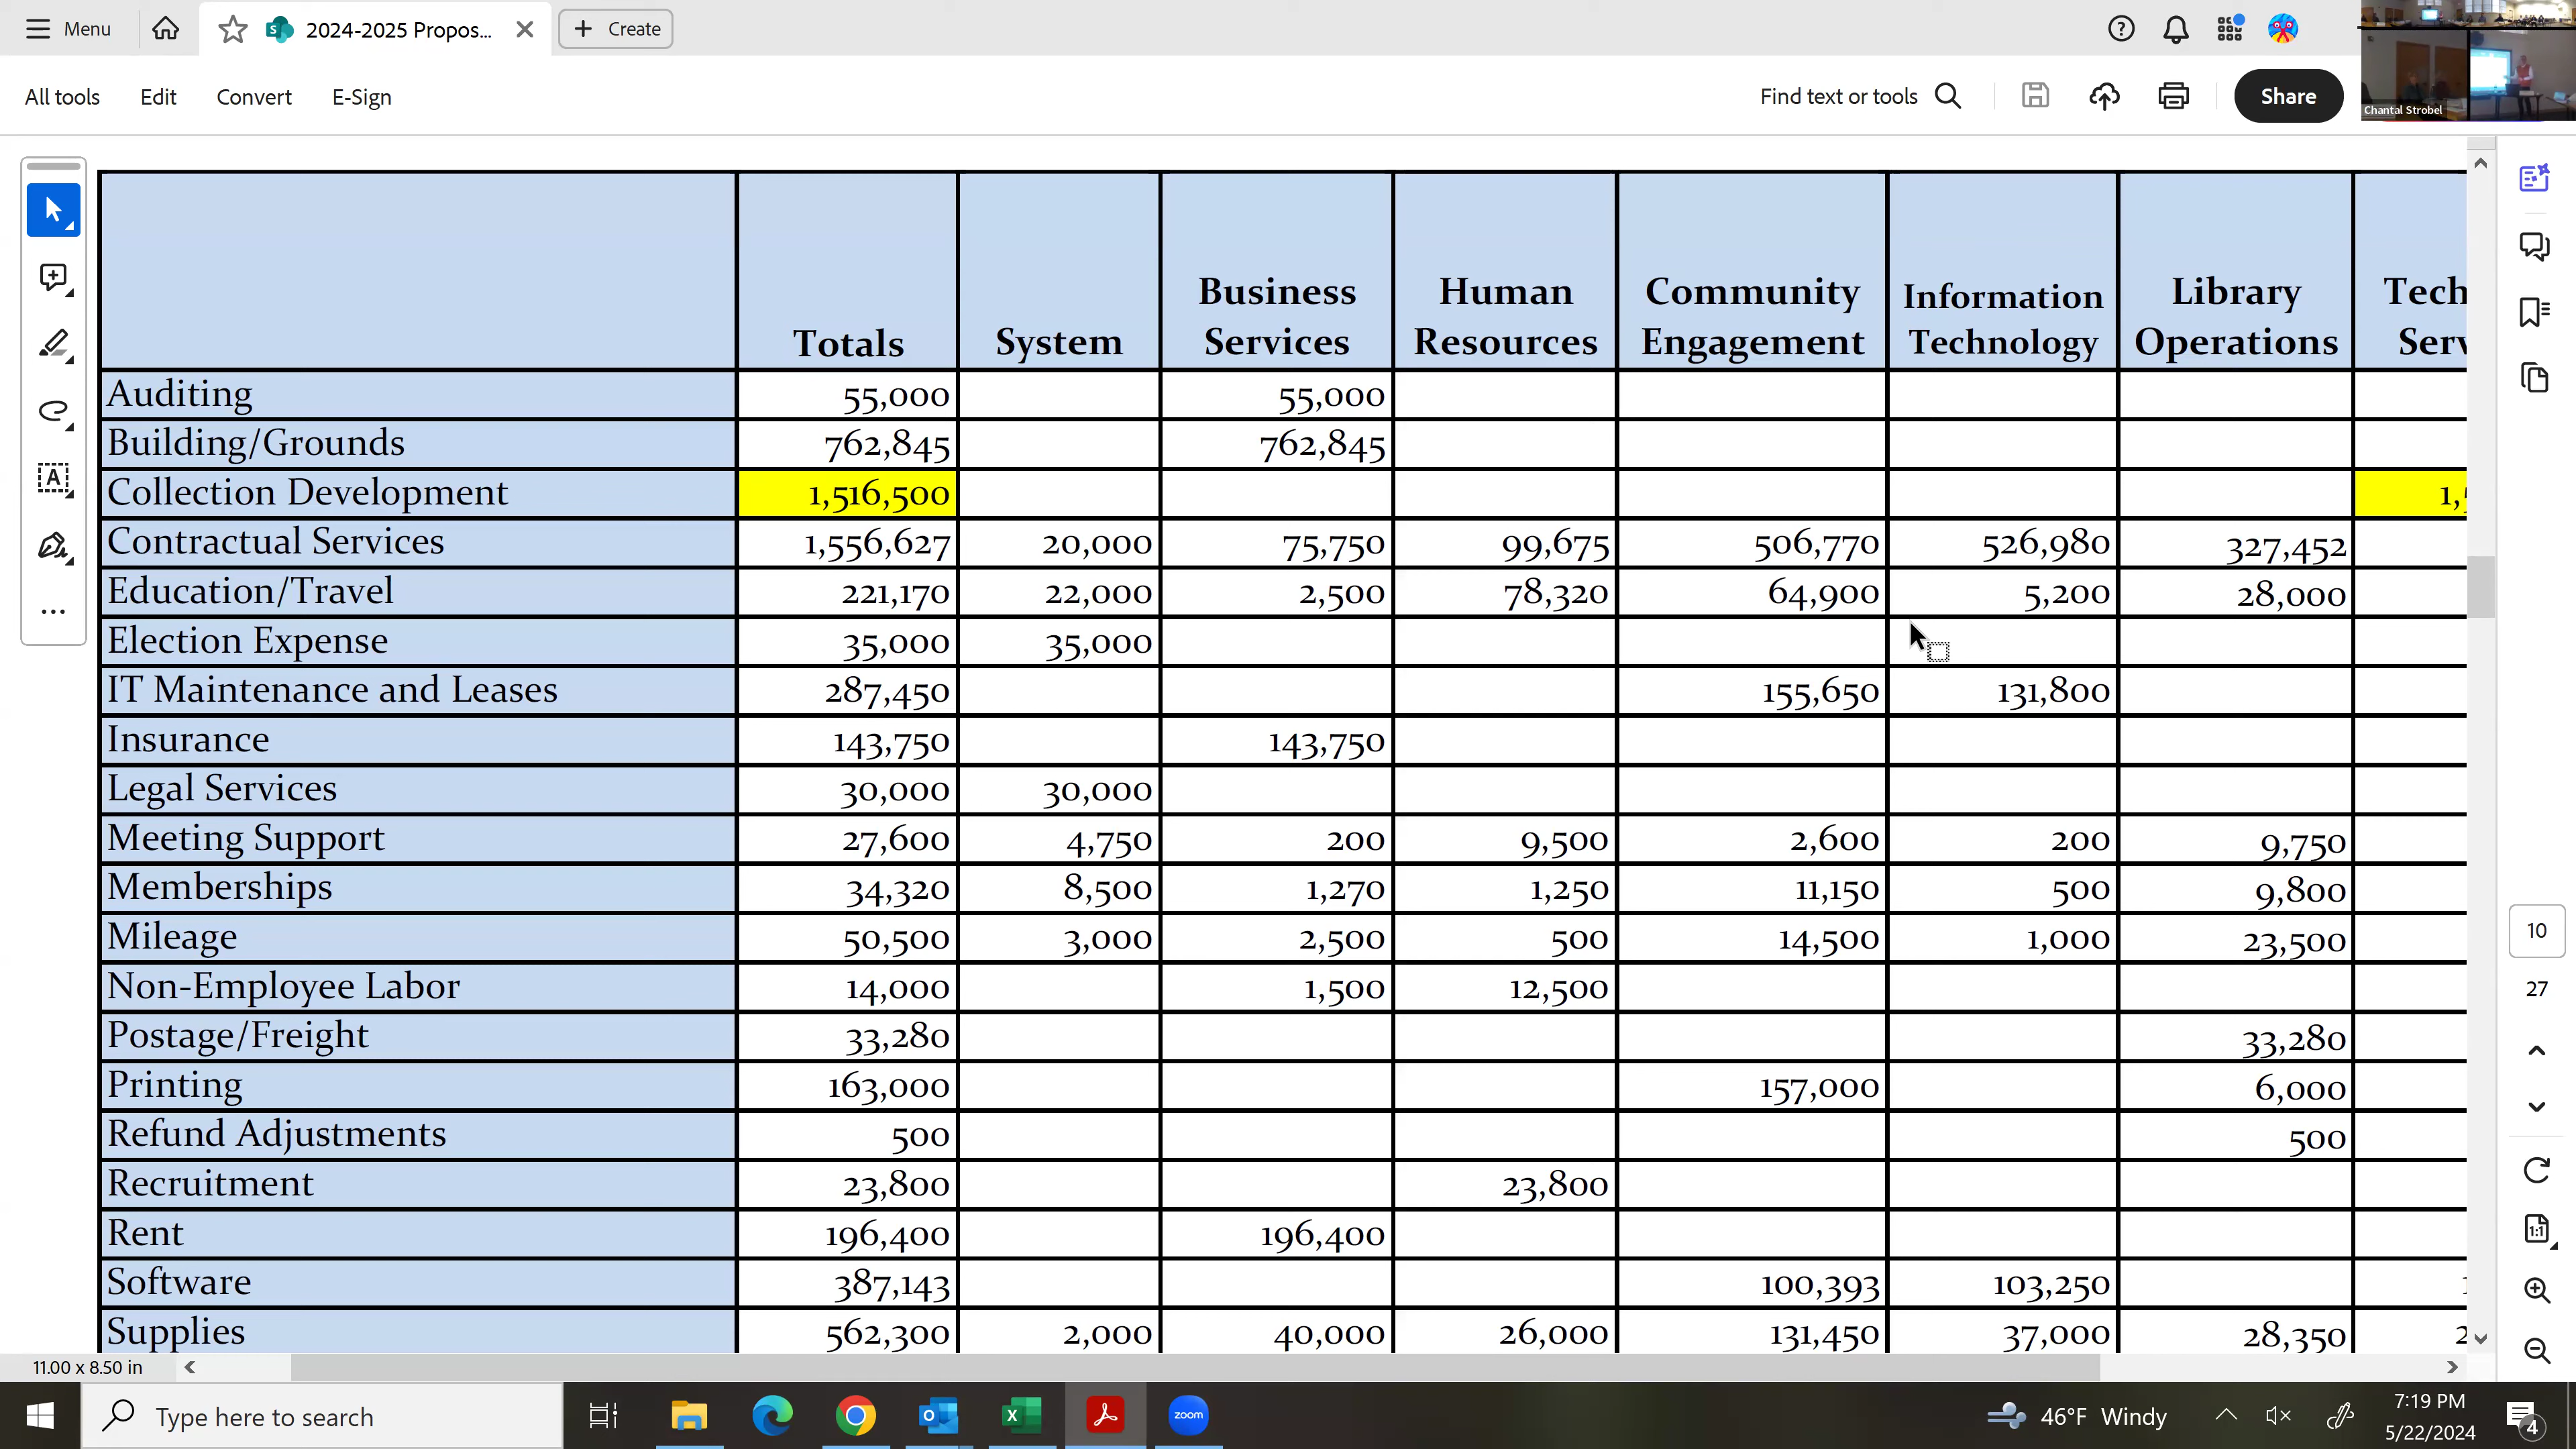 Menu 2024-2025 Propos... Create
All tools Edit Convert E-Sign Find text or tools Share
Chantal Strobel
Totals System Business Services Human Resources Community Engagement Information Technology Library Operations Tech Serv
Auditing 55,000 55,000
Building/Grounds 762,845 762,845
Collection Development 1,516,500 1,5
Contractual Services 1,556,627 20,000 75,750 99,675 506,770 526,980 327,452
Education/Travel 221,170 22,000 2,500 78,320 64,900 5,200 28,000
Election Expense 35,000 35,000
IT Maintenance and Leases 287,450 155,650 131,800
Insurance 143,750 143,750
Legal Services 30,000 30,000
Meeting Support 27,600 4,750 200 9,500 2,600 200 9,750
Memberships 34,320 8,500 1,270 1,250 11,150 500 9,800
Mileage 50,500 3,000 2,500 500 14,500 1,000 23,500
Non-Employee Labor 14,000 1,500 12,500
Postage/Freight 33,280 33,280
Printing 163,000 157,000 6,000
Refund Adjustments 500 500
Recruitment 23,800 23,800
Rent 196,400 196,400
Software 387,143 100,393 103,250
Supplies 562,300 2,000 40,000 26,000 131,450 37,000 28,350 2
10
27
1:1
11.00 x 8.50 in
Type here to search zoom 46°F Windy 7:19 PM
5/22/2024 4